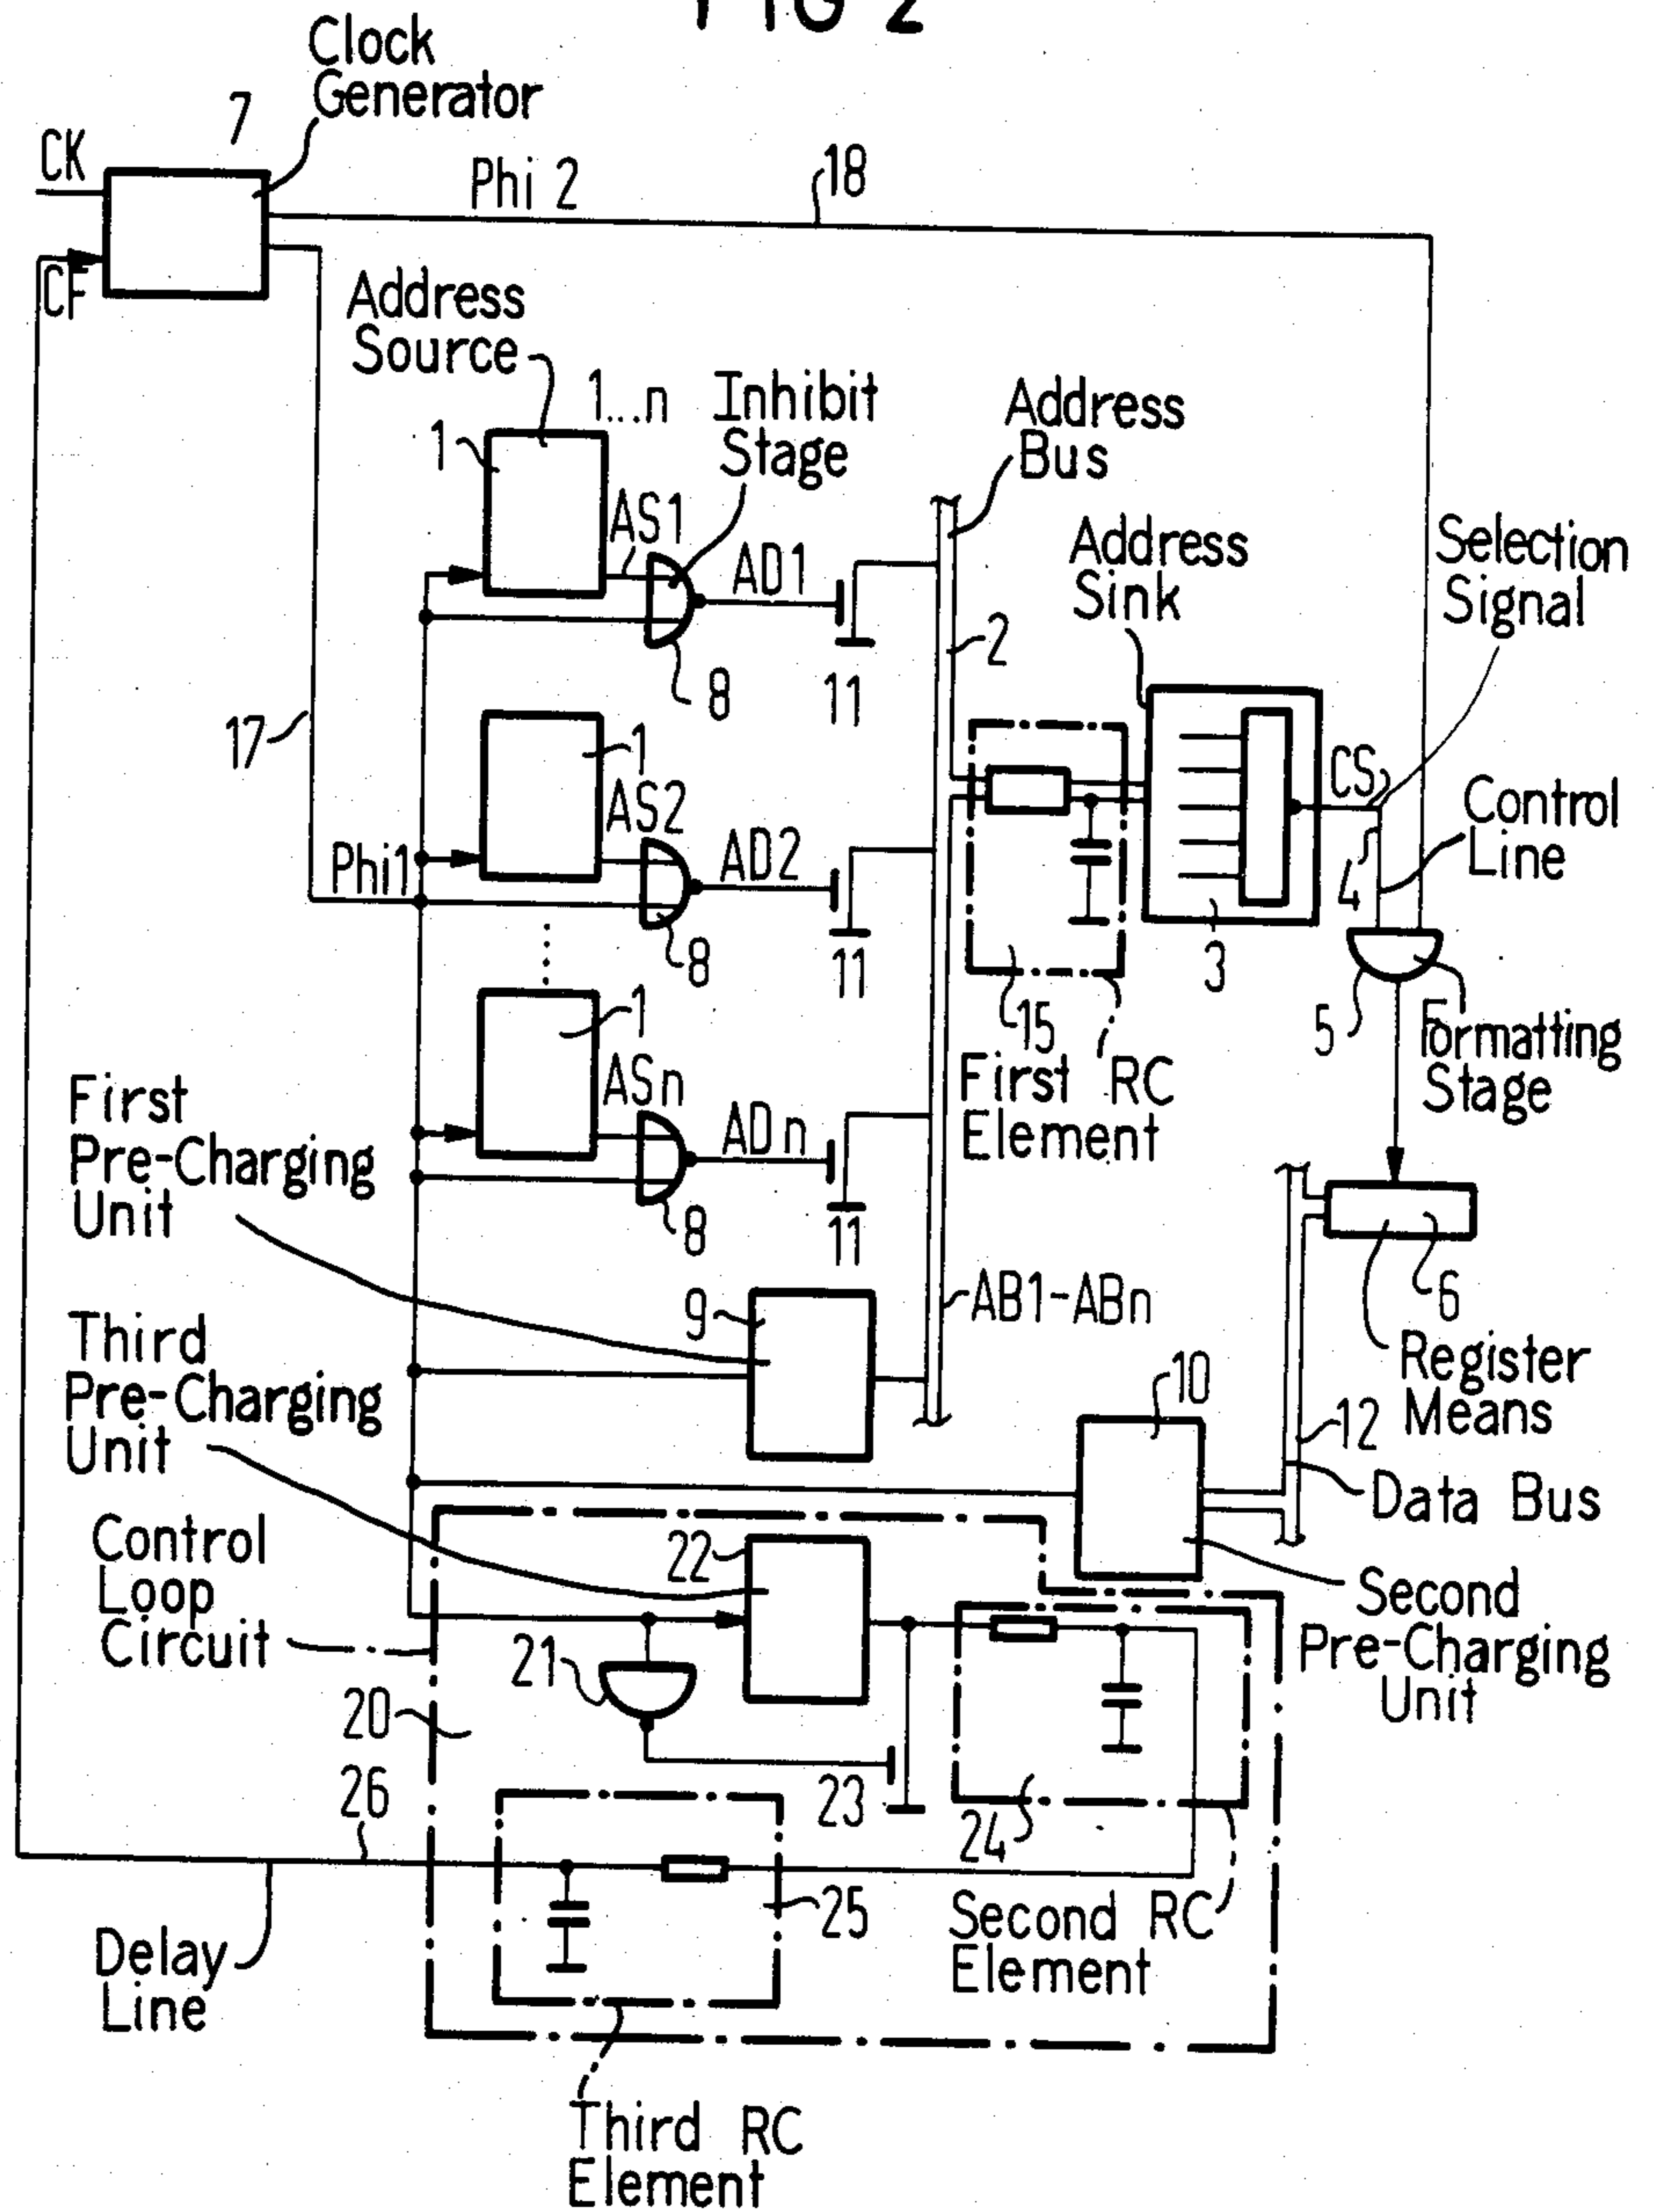 FIG 2
Clock
Generator
7
CK
Phi 2
18
CF
Address
Source
1...n
Inhibit
Stage
Address
Bus
1
AS1
AD1
Address
Sink
Selection
Signal
2
8
11
17
1
AS2
CS
Control
Line
Phi1
AD2
4
8
11
3
15
5
Formatting
Stage
1
ASn
First RC
Element
First
Pre-Charging
Unit
ADn
8
11
6
9
AB1-ABn
Register
Means
Third
Pre-Charging
Unit
10
12
Data Bus
Control
Loop
Circuit
22
Second
Pre-Charging
Unit
21
20
26
23
24
25
Second RC
Element
Delay
Line
Third RC
Element